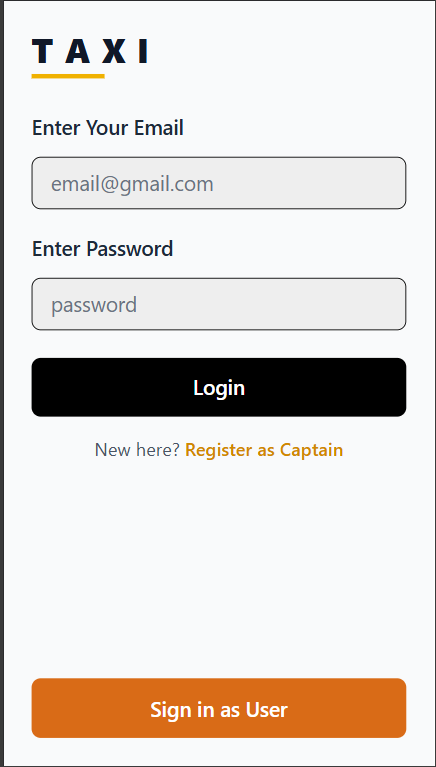 TAXI
Enter Your Email
email@gmail.com
Enter Password
password
Login
New here? Register as Captain
Sign in as User